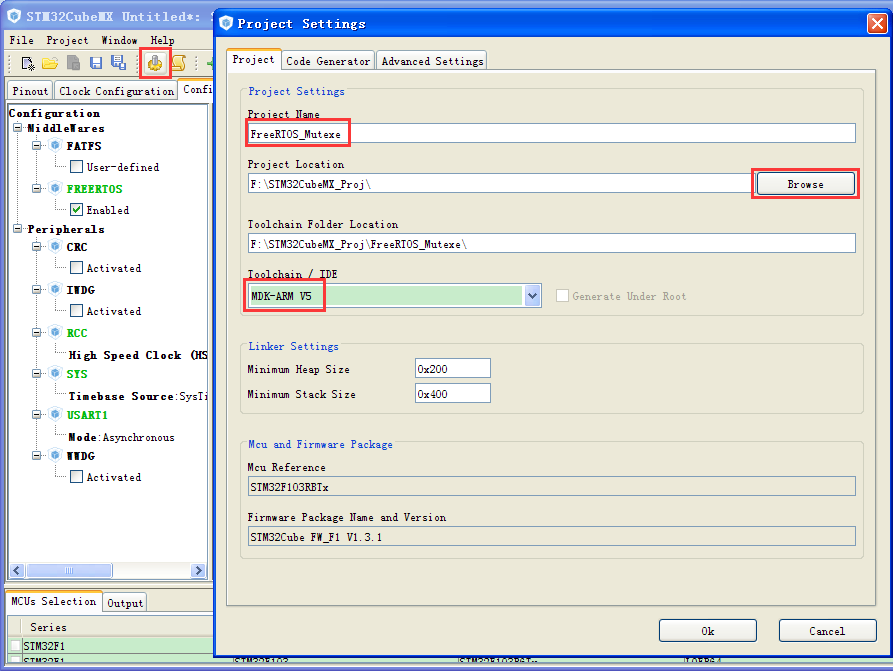 STM32CubeMX Untitled*:
File Project Window Help
Pinout Clock Configuration
Configuration
MiddleWares
FATFS
User-defined
FREERTOS
Enabled
Peripherals
CRC
Activated
IWDG
Activated
RCC
High Speed Clock (HS
SYS
Timebase Source:SysTi
USART1
Mode:Asynchronous
WWDG
Activated
MCUs Selection Output
Series
STM32F1
STM32F1 STM32F103
Project Settings
Project Code Generator Advanced Settings
Project Settings
Project Name
FreeRTOS_Mutexe
Project Location
F:\STM32CubeMX_Proj\
Browse
Toolchain Folder Location
F:\STM32CubeMX_Proj\FreeRTOS_Mutexe\
Toolchain / IDE
MDK-ARM V5
Generate Under Root
Linker Settings
Minimum Heap Size 0x200
Minimum Stack Size 0x400
Mcu and Firmware Package
Mcu Reference
STM32F103RBTx
Firmware Package Name and Version
STM32Cube FW_F1 V1.3.1
Ok Cancel